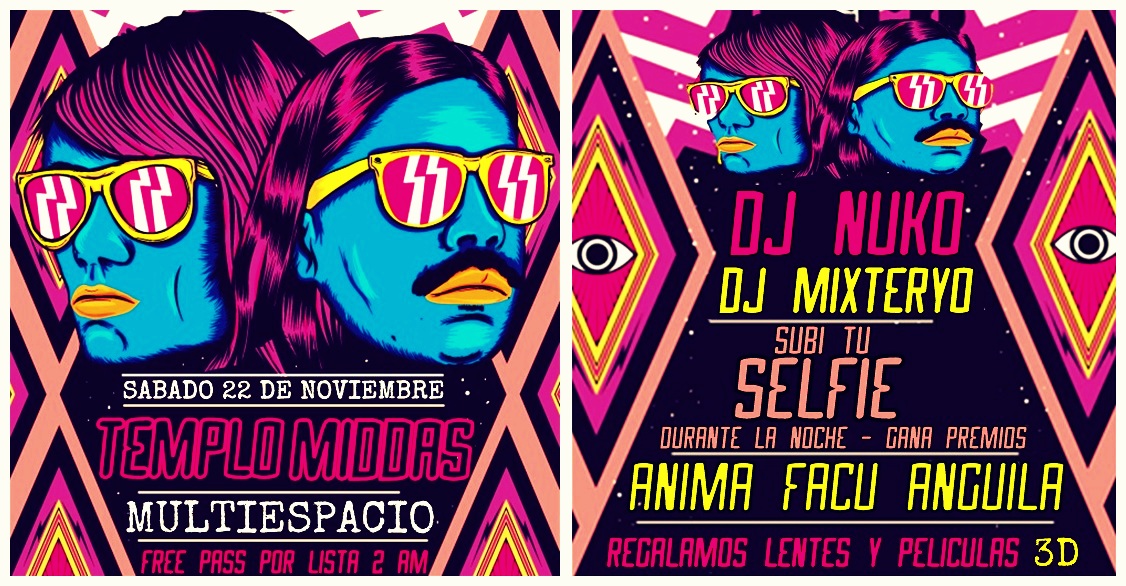 SABADO 22 DE NOVIEMBRE
TEMPLO MIDDAS
MULTIESPACIO
FREE PASS POR LISTA 2 AM
DJ NUKO
DJ MIXTERYO
SUBI TU
SELFIE
DURANTE LA NOCHE - GANA PREMIOS
ANIMA FACU ANGUILA
REGALAMOS LENTES Y PELICULAS 3D